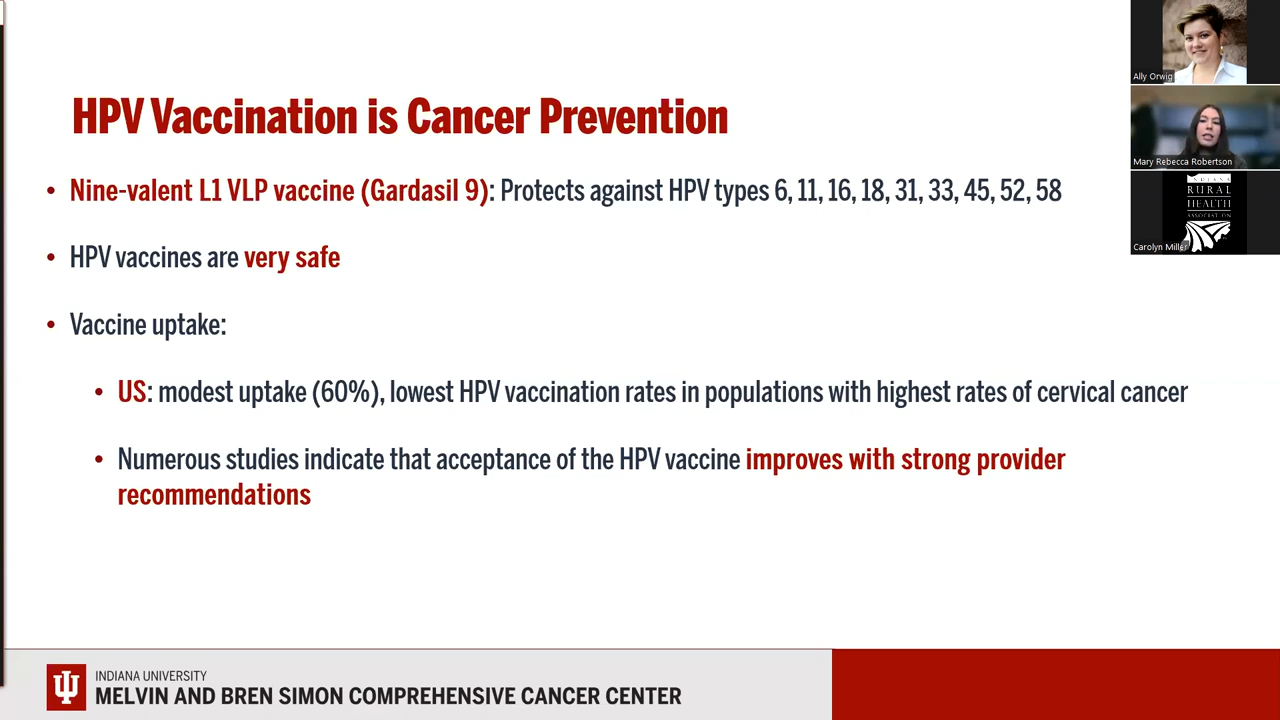 HPV Vaccination is Cancer Prevention
• Nine-valent L1 VLP vaccine (Gardasil 9): Protects against HPV types 6, 11, 16, 18, 31, 33, 45, 52, 58
• HPV vaccines are very safe
• Vaccine uptake:
• US: modest uptake (60%), lowest HPV vaccination rates in populations with highest rates of cervical cancer
• Numerous studies indicate that acceptance of the HPV vaccine improves with strong provider
recommendations
Ally Orwig
Mary Rebecca Robertson
INDIANA
RURAL
HEALTH
ASSOCIATION
Carolyn Miller
INDIANA UNIVERSITY
MELVIN AND BREN SIMON COMPREHENSIVE CANCER CENTER